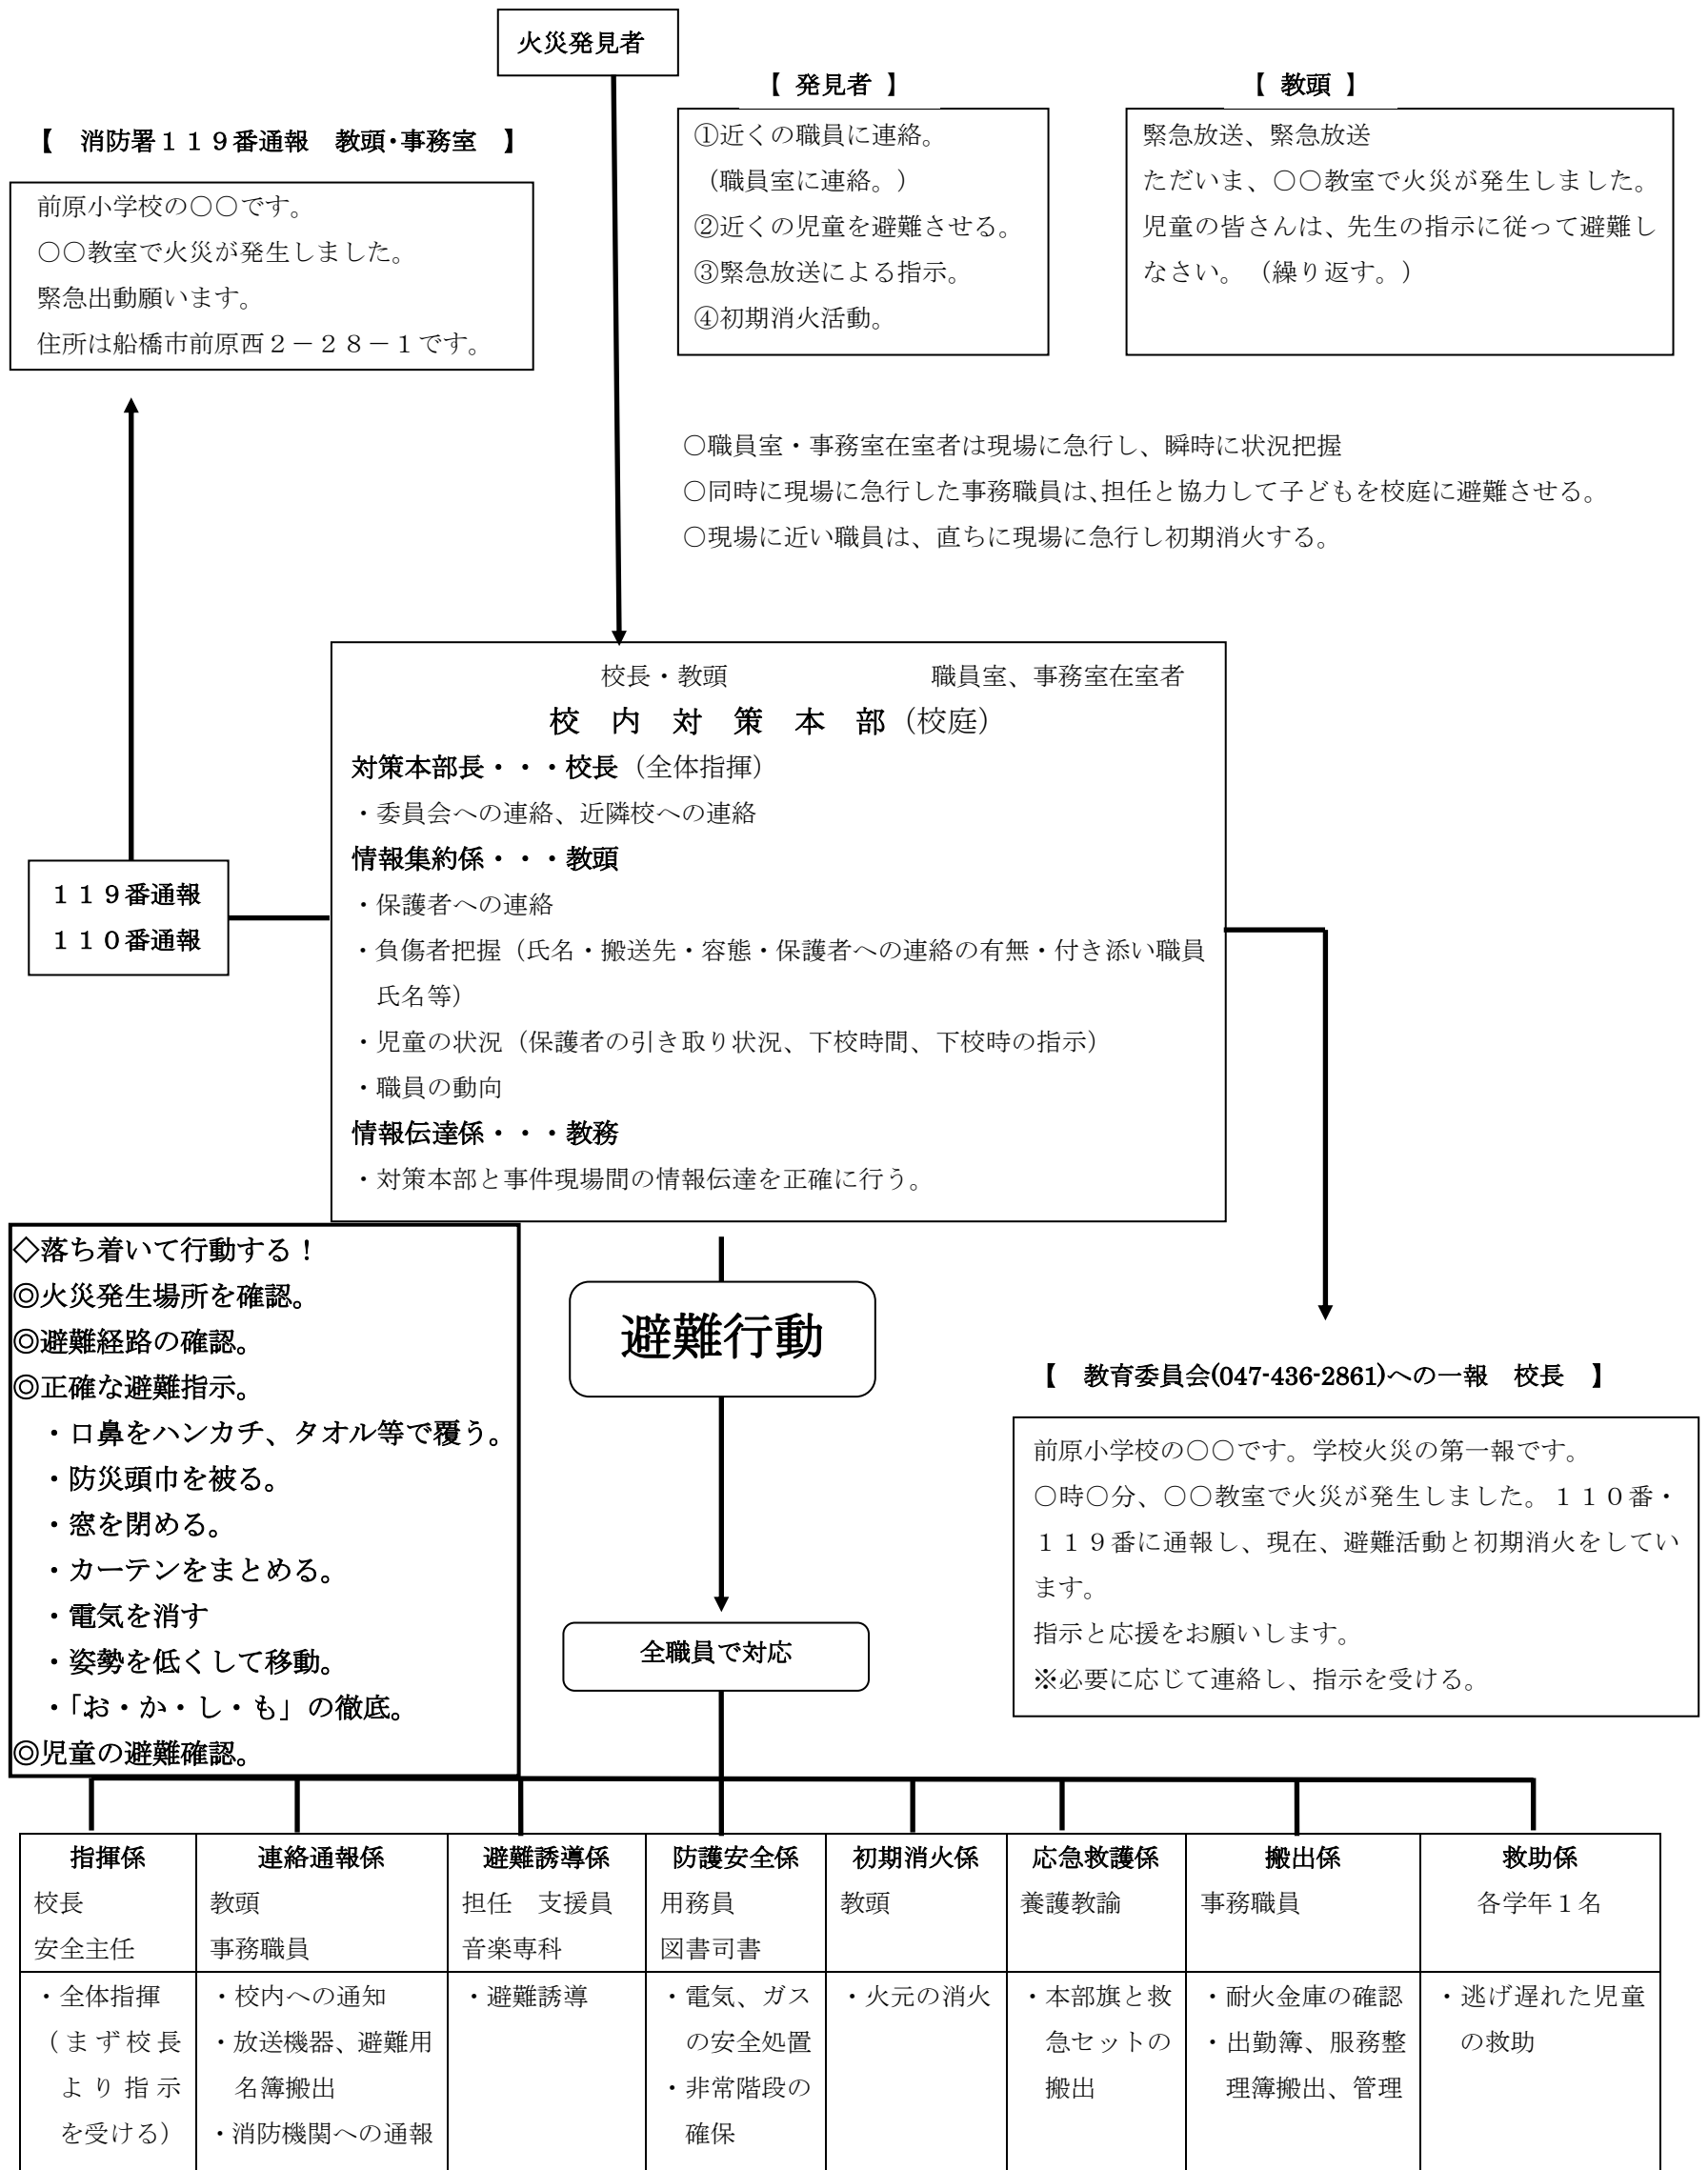 火災発見者
【 発見者 】
【 教頭 】
【　消防署１１９番通報　教頭・事務室　】
①近くの職員に連絡。
（職員室に連絡。）
②近くの児童を避難させる。
③緊急放送による指示。
④初期消火活動。
緊急放送、緊急放送
ただいま、〇〇教室で火災が発生しました。
児童の皆さんは、先生の指示に従って避難し
なさい。（繰り返す。）
前原小学校の〇〇です。
〇〇教室で火災が発生しました。
緊急出動願います。
住所は船橋市前原西２－２８－１です。
〇職員室・事務室在室者は現場に急行し、瞬時に状況把握
〇同時に現場に急行した事務職員は、担任と協力して子どもを校庭に避難させる。
〇現場に近い職員は、直ちに現場に急行し初期消火する。
校長・教頭　職員室、事務室在室者
校　内　対　策　本　部（校庭）
対策本部長・・・校長（全体指揮）
・委員会への連絡、近隣校への連絡
情報集約係・・・教頭
・保護者への連絡
・負傷者把握（氏名・搬送先・容態・保護者への連絡の有無・付き添い職員
氏名等）
・児童の状況（保護者の引き取り状況、下校時間、下校時の指示）
・職員の動向
情報伝達係・・・教務
・対策本部と事件現場間の情報伝達を正確に行う。
１１９番通報
１１０番通報
◇落ち着いて行動する！
◎火災発生場所を確認。
◎避難経路の確認。
◎正確な避難指示。
・口鼻をハンカチ、タオル等で覆う。
・防災頭巾を被る。
・窓を閉める。
・カーテンをまとめる。
・電気を消す
・姿勢を低くして移動。
・「お・か・し・も」の徹底。
◎児童の避難確認。
避難行動
全職員で対応
【　教育委員会(047-436-2861)への一報　校長　】
前原小学校の〇〇です。学校火災の第一報です。
〇時〇分、〇〇教室で火災が発生しました。１１０番・
１１９番に通報し、現在、避難活動と初期消火をしてい
ます。
指示と応援をお願いします。
※必要に応じて連絡し、指示を受ける。
指揮係
校長
安全主任
・全体指揮
（まず校長
より指示
を受ける）
連絡通報係
教頭
事務職員
・校内への通知
・放送機器、避難用
名簿搬出
・消防機関への通報
避難誘導係
担任　支援員
音楽専科
・避難誘導
防護安全係
用務員
図書司書
・電気、ガス
の安全処置
・非常階段の
確保
初期消火係
教頭
・火元の消火
応急救護係
養護教諭
・本部旗と救
急セットの
搬出
搬出係
事務職員
・耐火金庫の確認
・出勤簿、服務整
理簿搬出、管理
救助係
各学年１名
・逃げ遅れた児童
の救助